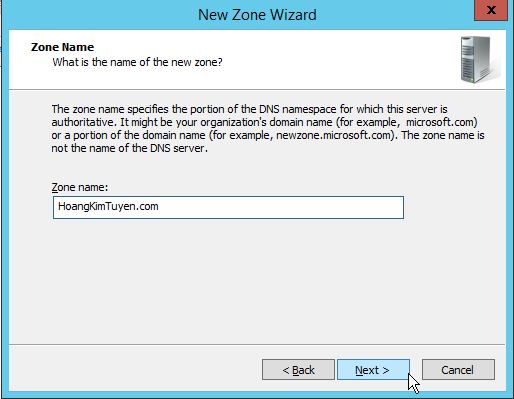 New Zone Wizard
x
Zone Name
What is the name of the new zone?
The zone name specifies the portion of the DNS namespace for which this server is
authoritative. It might be your organization's domain name (for example, microsoft.com)
or a portion of the domain name (for example, newzone.microsoft.com). The zone name is
not the name of the DNS server.
Zone name:
HoangKimTuyen.com
< Back Next > Cancel